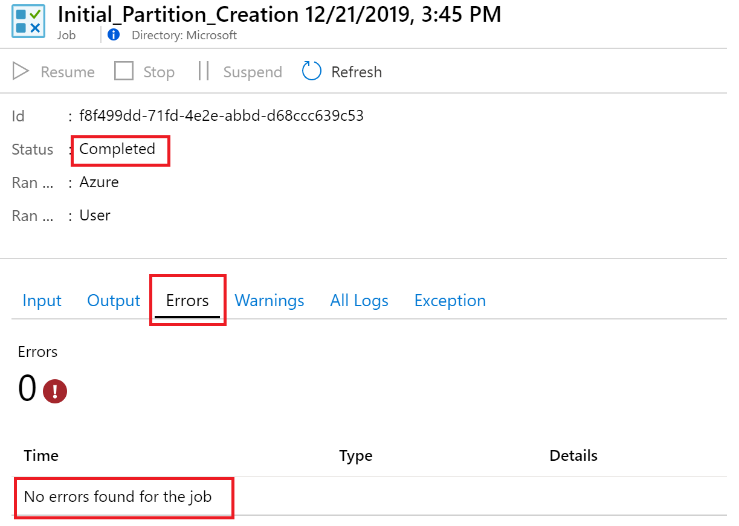 Initial_Partition_Creation 12/21/2019, 3:45 PM
Job Directory: Microsoft
Resume Stop Suspend Refresh
Id : f8f499dd-71fd-4e2e-abbd-d68ccc639c53
Status : Completed
Ran ... : Azure
Ran ... : User
Input Output Errors Warnings All Logs Exception
Errors
0
Time Type Details
No errors found for the job